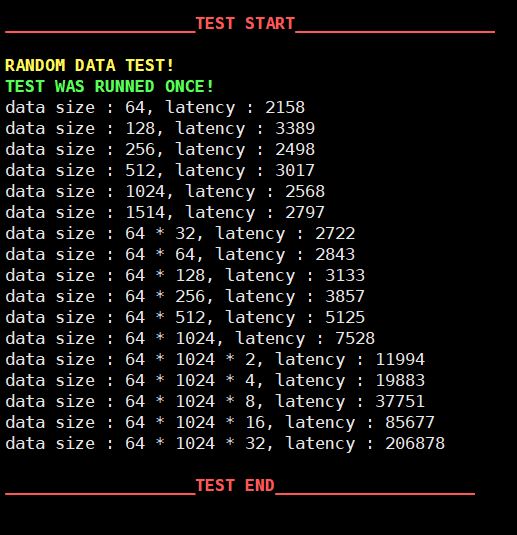 ___________________TEST START____________________
RANDOM DATA TEST!
TEST WAS RUNNED ONCE!
data size : 64, latency : 2158
data size : 128, latency : 3389
data size : 256, latency : 2498
data size : 512, latency : 3017
data size : 1024, latency : 2568
data size : 1514, latency : 2797
data size : 64 * 32, latency : 2722
data size : 64 * 64, latency : 2843
data size : 64 * 128, latency : 3133
data size : 64 * 256, latency : 3857
data size : 64 * 512, latency : 5125
data size : 64 * 1024, latency : 7528
data size : 64 * 1024 * 2, latency : 11994
data size : 64 * 1024 * 4, latency : 19883
data size : 64 * 1024 * 8, latency : 37751
data size : 64 * 1024 * 16, latency : 85677
data size : 64 * 1024 * 32, latency : 206878
___________________TEST END____________________